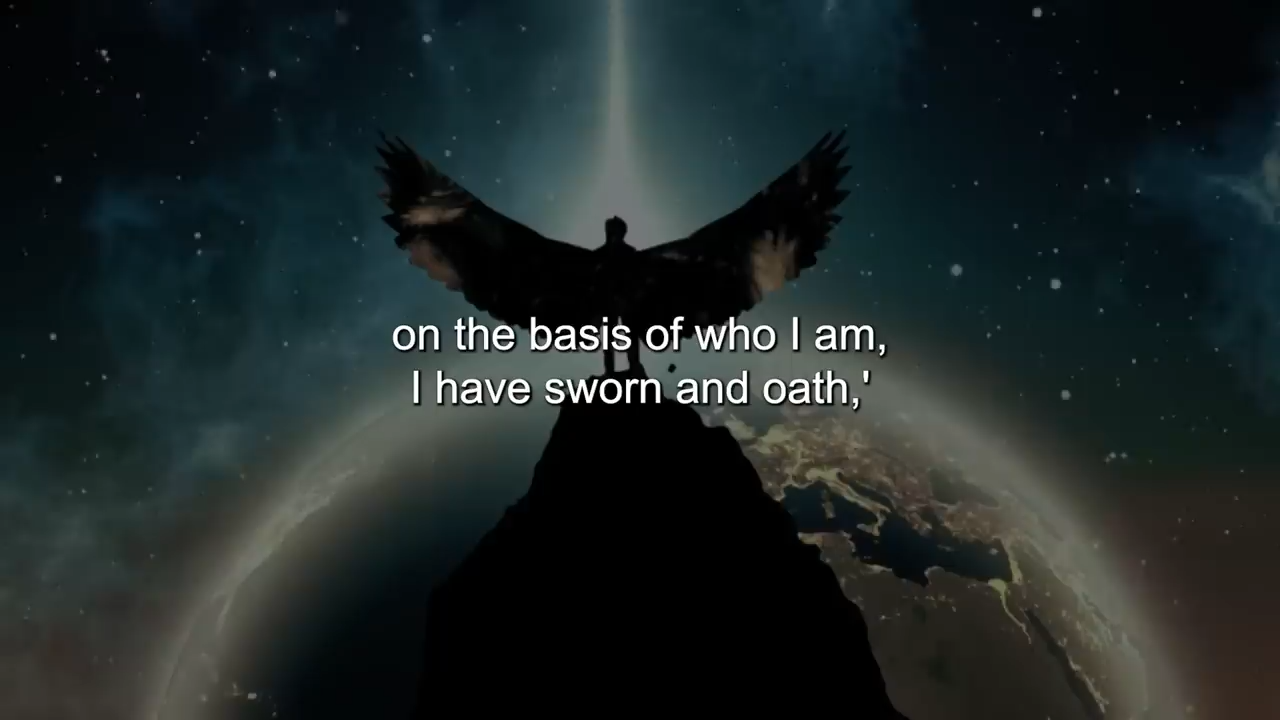 on the basis of who I am,
I have sworn and oath,'